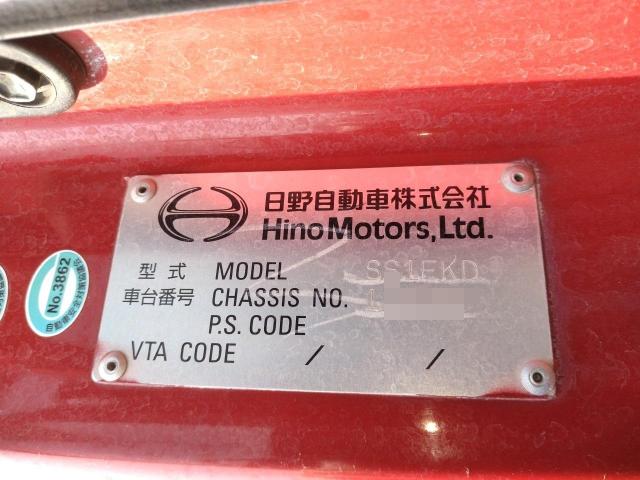 日野自動車株式会社
Hino Motors, Ltd.
型式 MODEL SS1EKD
車台番号 CHASSIS NO.
P.S. CODE
VTA CODE / /
No.3862